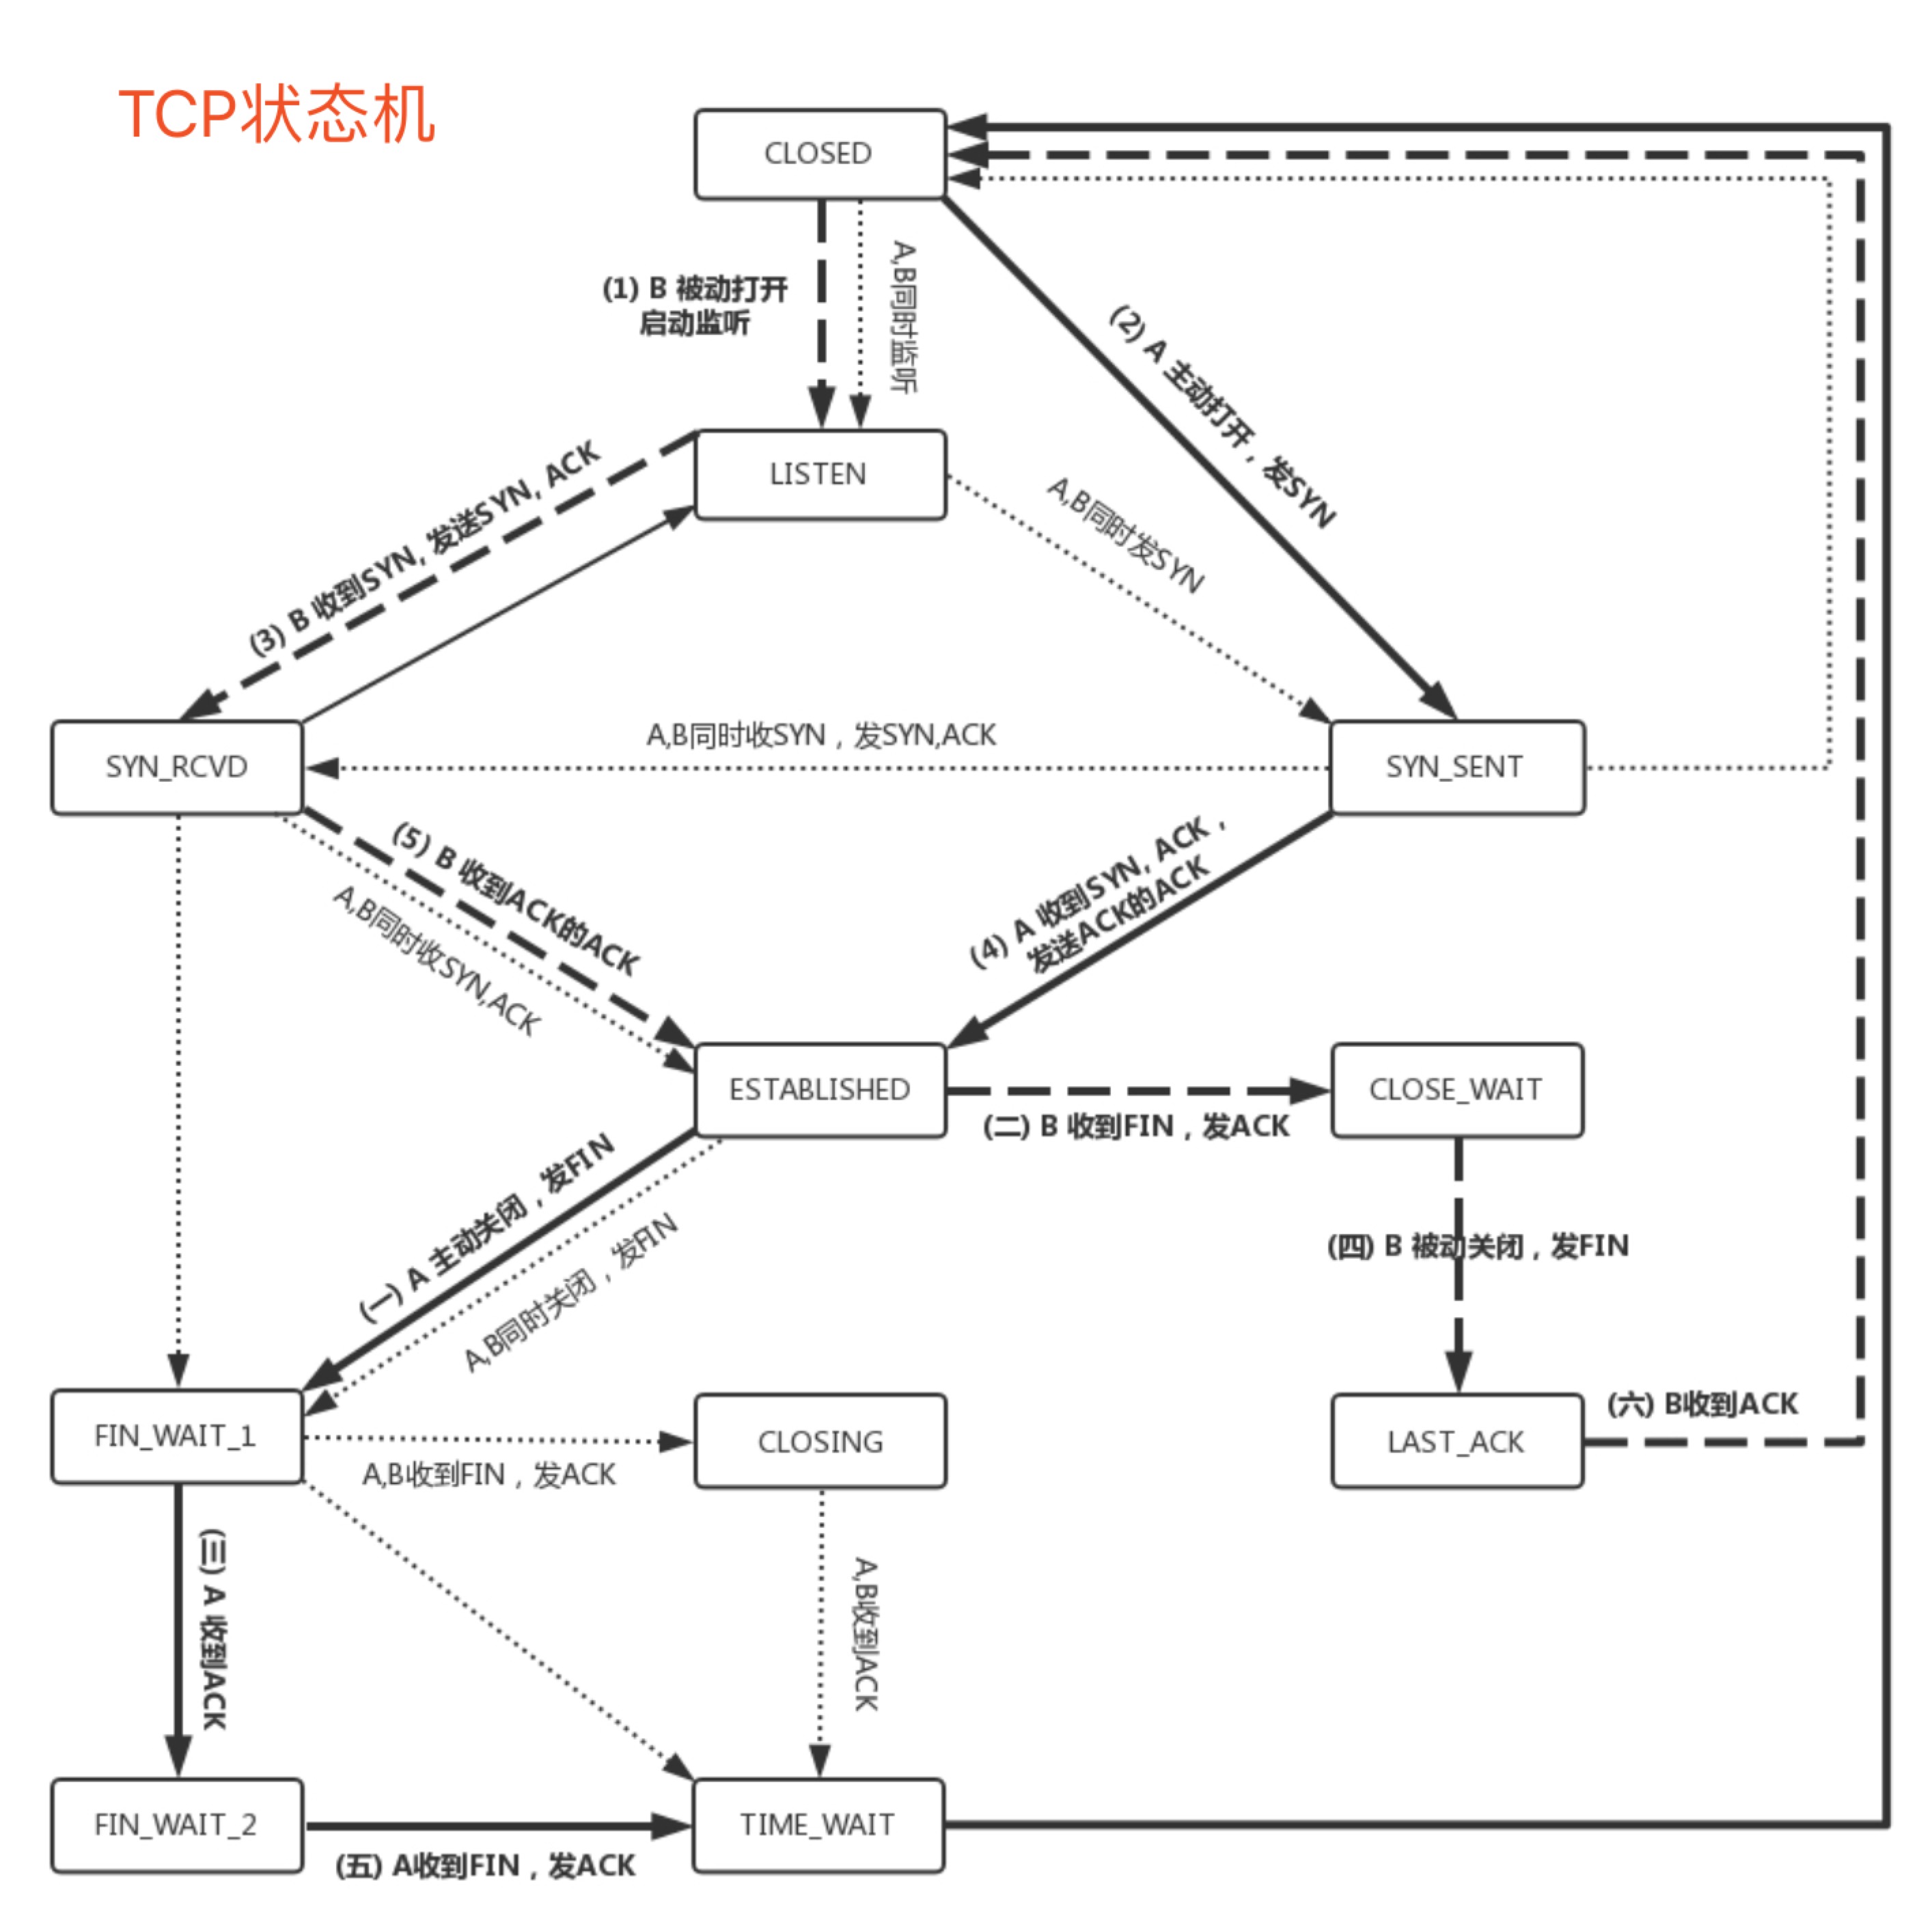 TCP状态机
CLOSED
(1) B 被动打开
启动监听
A,B同时监听
(2) A 主动打开，发SYN
LISTEN
(3) B 收到SYN, 发送SYN, ACK
A,B同时发SYN
SYN_RCVD
A,B同时收SYN，发SYN,ACK
SYN_SENT
(5) B 收到ACK的ACK
A,B同时收SYN,ACK
(4) A 收到SYN, ACK，
发送ACK的ACK
ESTABLISHED
CLOSE_WAIT
(二) B 收到FIN，发ACK
(一) A 主动关闭，发FIN
A,B同时关闭，发FIN
(四) B 被动关闭，发FIN
FIN_WAIT_1
CLOSING
LAST_ACK
(六) B收到ACK
A,B收到FIN，发ACK
(三) A 收到ACK
A,B收到ACK
FIN_WAIT_2
TIME_WAIT
(五) A收到FIN，发ACK